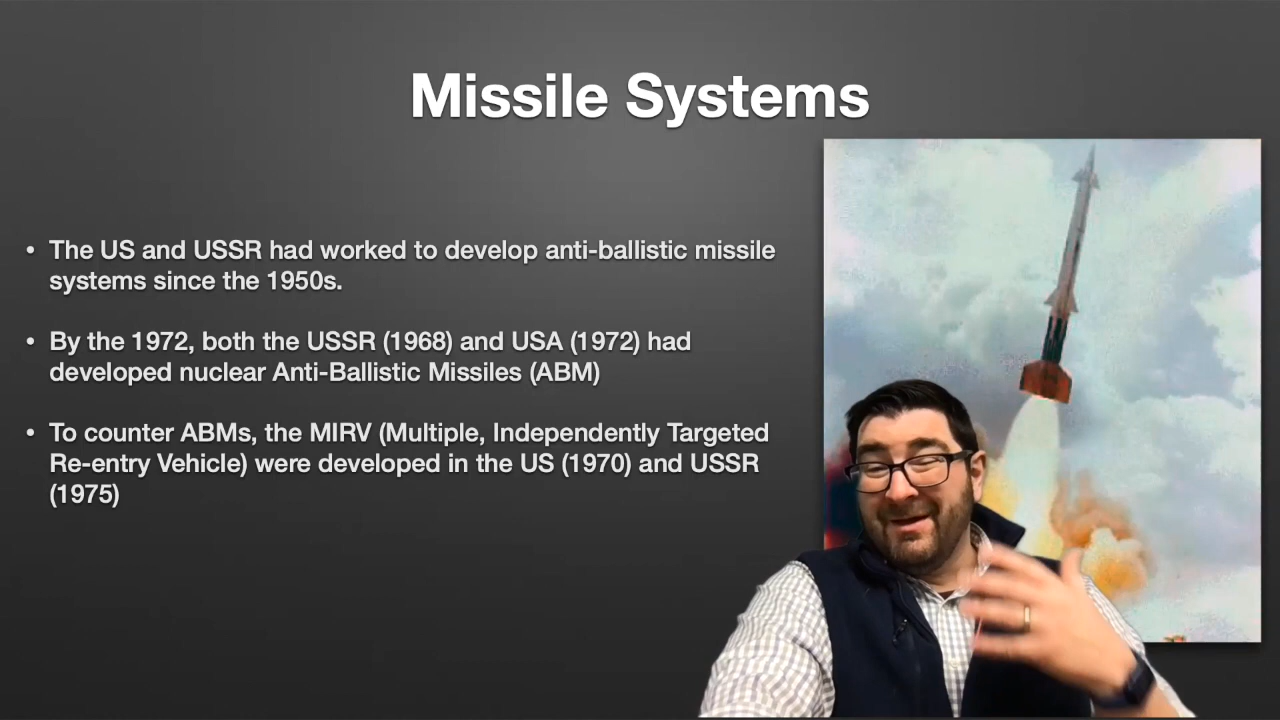 Missile Systems
• The US and USSR had worked to develop anti-ballistic missile
systems since the 1950s.
• By the 1972, both the USSR (1968) and USA (1972) had
developed nuclear Anti-Ballistic Missiles (ABM)
• To counter ABMs, the MIRV (Multiple, Independently Targeted
Re-entry Vehicle) were developed in the US (1970) and USSR
(1975)